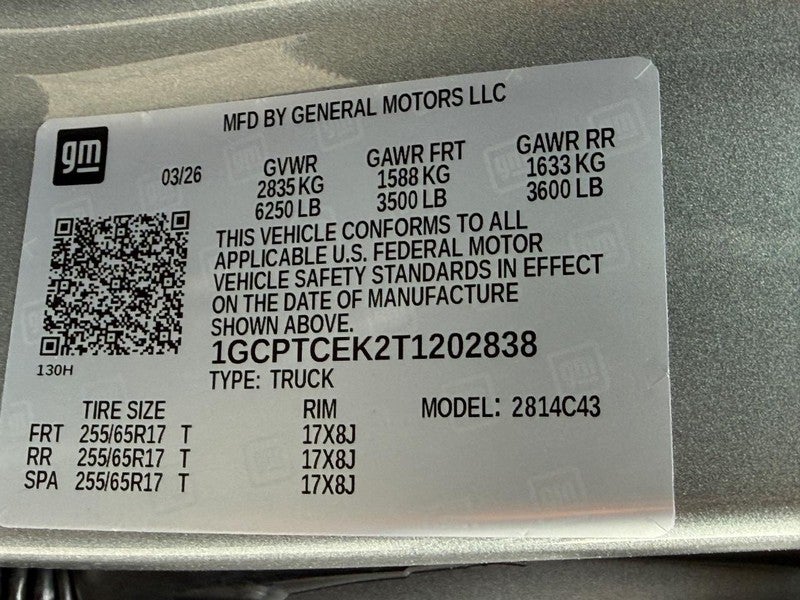 MFD BY GENERAL MOTORS LLC
gm
03/26
GVWR GAWR FRT GAWR RR
2835 KG 1588 KG 1633 KG
6250 LB 3500 LB 3600 LB
THIS VEHICLE CONFORMS TO ALL
APPLICABLE U.S. FEDERAL MOTOR
VEHICLE SAFETY STANDARDS IN EFFECT
ON THE DATE OF MANUFACTURE
SHOWN ABOVE.
130H
1GCPTCEK2T1202838
TYPE: TRUCK
TIRE SIZE RIM MODEL: 2814C43
FRT 255/65R17 T 17X8J
RR 255/65R17 T 17X8J
SPA 255/65R17 T 17X8J